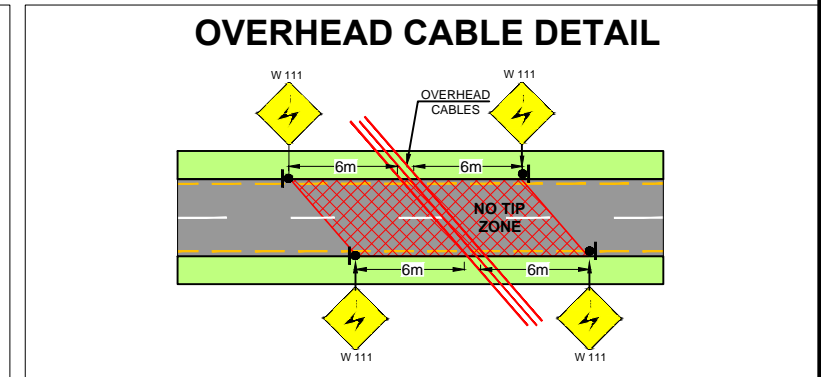 OVERHEAD CABLE DETAIL
W 111
W 111
OVERHEAD
CABLES
6m
6m
NO TIP
ZONE
6m
6m
W 111
W 111